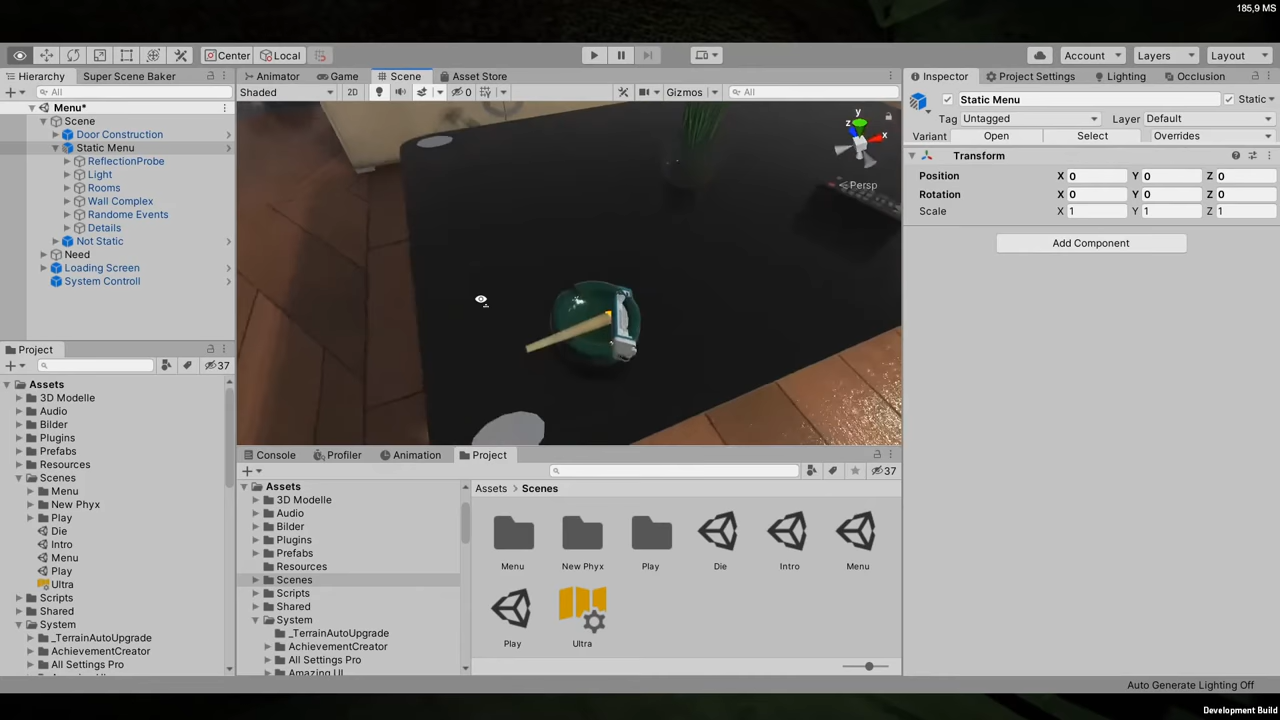 185,9 MS
Center Local Account Layers Layout
Hierarchy Super Scene Baker Animator Game Scene Asset Store Inspector Project Settings Lighting Occlusion
All Shaded 2D 0 Gizmos All Static Menu Static
Menu* Tag Untagged Layer Default
Scene Variant Open Select Overrides
Door Construction
Static Menu Transform
ReflectionProbe Position X 0 Y 0 Z 0
Light Rotation X 0 Y 0 Z 0
Rooms Scale X 1 Y 1 Z 1
Wall Complex
Randome Events
Details
Not Static Add Component
Need
Loading Screen
System Controll
y
z
x
Persp
Project
37
Assets
3D Modelle
Audio
Bilder
Plugins
Prefabs
Resources
Scenes
Menu
New Phyx
Play
Die
Intro
Menu
Play
Ultra
Scripts
Shared
System
_TerrainAutoUpgrade
AchievementCreator
All Settings Pro
Console Profiler Animation Project
37
Assets
3D Modelle
Audio
Bilder
Plugins
Prefabs
Resources
Scenes
Scripts
Shared
System
_TerrainAutoUpgrade
AchievementCreator
All Settings Pro
Amazing UI
Assets > Scenes
Menu New Phyx Play Die Intro Menu
Play Ultra
Auto Generate Lighting Off
Development Build